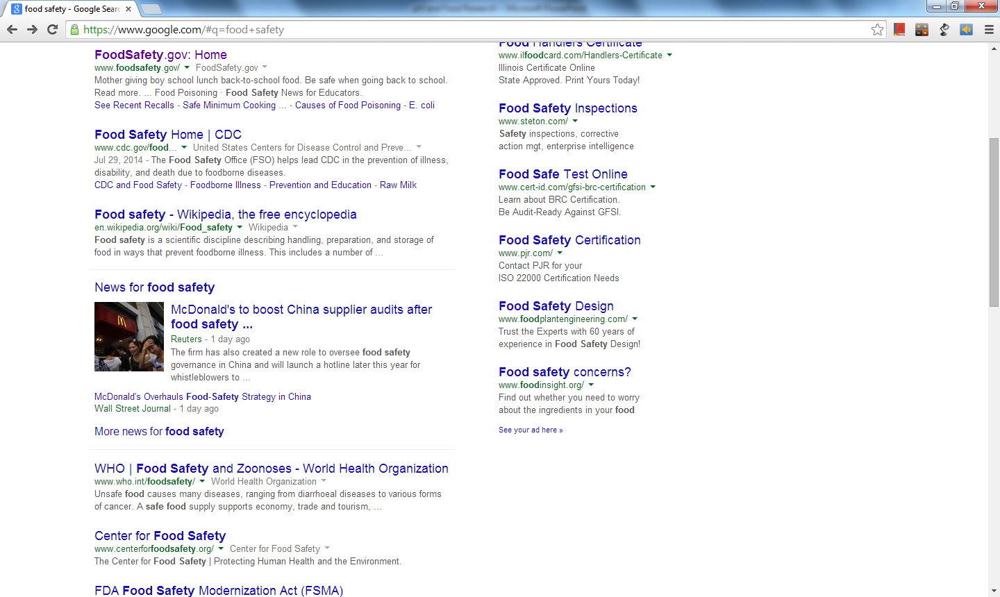 food safety - Google Searc
https://www.google.com/#q=food+safety
FoodSafety.gov: Home
www.foodsafety.gov/ FoodSafety.gov
Mother giving boy school lunch back-to-school food. Be safe when going back to school.
Read more. ... Food Poisoning · Food Safety News for Educators.
See Recent Recalls - Safe Minimum Cooking ... - Causes of Food Poisoning - E. coli
Food Safety Home | CDC
www.cdc.gov/food... United States Centers for Disease Control and Preve...
Jul 29, 2014 - The Food Safety Office (FSO) helps lead CDC in the prevention of illness,
disability, and death due to foodborne diseases.
CDC and Food Safety - Foodborne Illness - Prevention and Education - Raw Milk
Food safety - Wikipedia, the free encyclopedia
en.wikipedia.org/wiki/Food_safety Wikipedia
Food safety is a scientific discipline describing handling, preparation, and storage of
food in ways that prevent foodborne illness. This includes a number of ...
News for food safety
McDonald's to boost China supplier audits after
food safety ...
Reuters - 1 day ago
The firm has also created a new role to oversee food safety
governance in China and will launch a hotline later this year for
whistleblowers to ...
McDonald's Overhauls Food-Safety Strategy in China
Wall Street Journal - 1 day ago
More news for food safety
WHO | Food Safety and Zoonoses - World Health Organization
www.who.int/foodsafety/ World Health Organization
Unsafe food causes many diseases, ranging from diarrhoeal diseases to various forms
of cancer. A safe food supply supports economy, trade and tourism, ...
Center for Food Safety
www.centerforfoodsafety.org/ Center for Food Safety
The Center for Food Safety | Protecting Human Health and the Environment.
FDA Food Safety Modernization Act (FSMA)
Food Handlers Certificate
www.ilfoodcard.com/Handlers-Certificate
Illinois Certificate Online
State Approved. Print Yours Today!
Food Safety Inspections
www.steton.com/
Safety inspections, corrective
action mgt, enterprise intelligence
Food Safe Test Online
www.cert-id.com/gfsi-brc-certification
Learn about BRC Certification.
Be Audit-Ready Against GFSI.
Food Safety Certification
www.pjr.com/
Contact PJR for your
ISO 22000 Certification Needs
Food Safety Design
www.foodplantengineering.com/
Trust the Experts with 60 years of
experience in Food Safety Design!
Food safety concerns?
www.foodinsight.org/
Find out whether you need to worry
about the ingredients in your food
See your ad here »